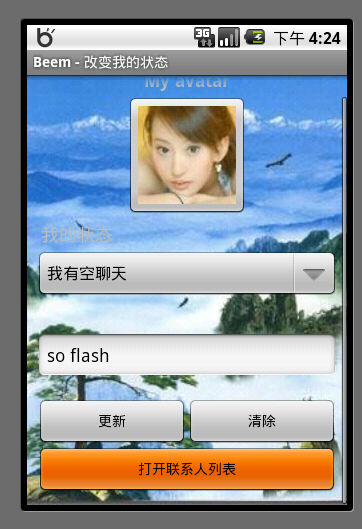 3G 下午 4:24
Beem - 改变我的状态
My avatar
我的状态
我有空聊天
so flash
更新 清除
打开联系人列表